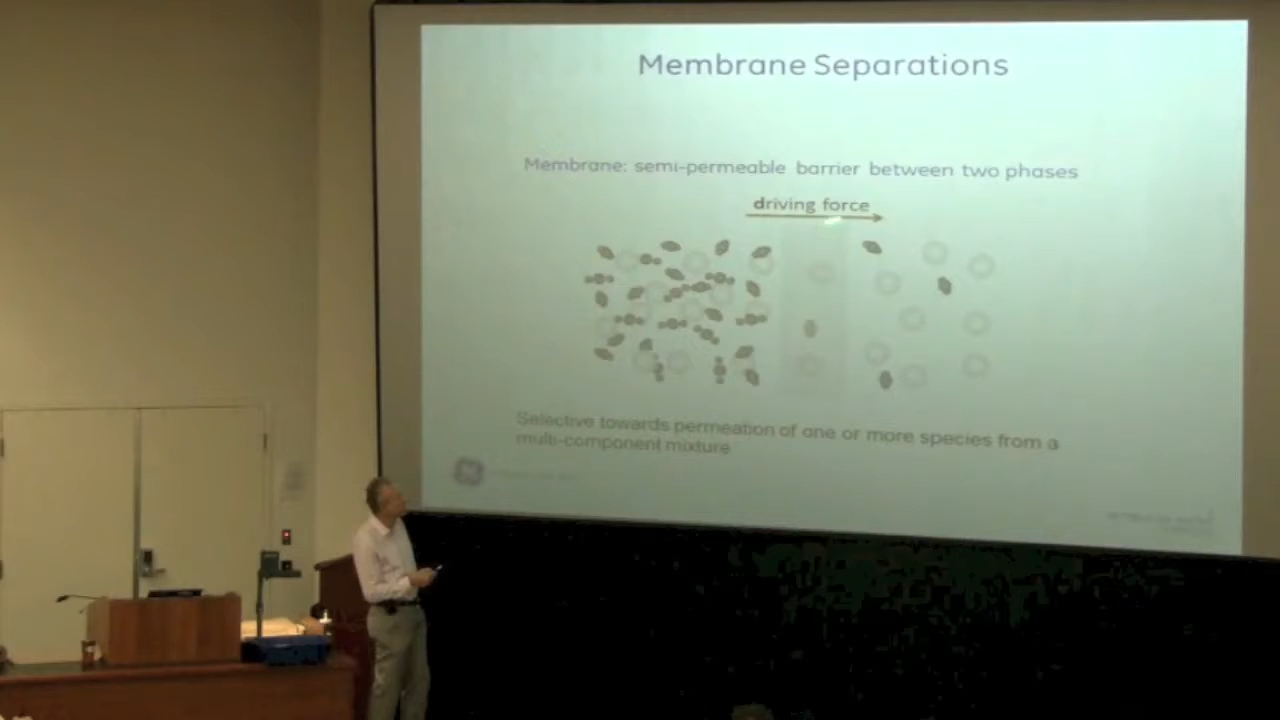 Membrane Separations
Membrane: semi-permeable barrier between two phases
driving force
Selective towards permeation of one or more species from a
multi-component mixture